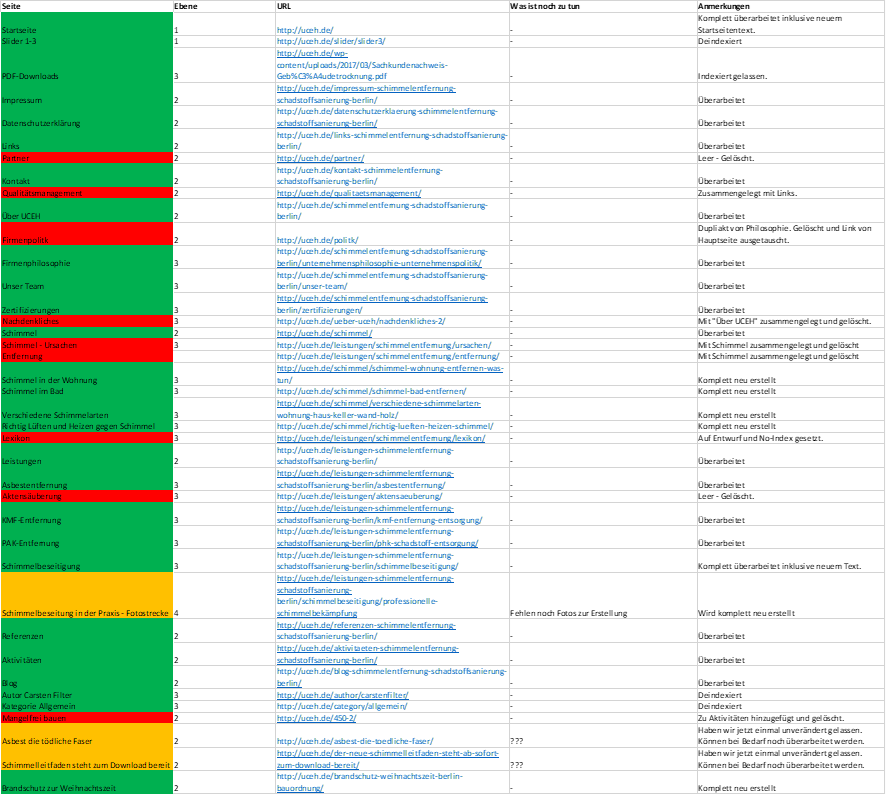 Seite Ebene URL Was ist noch zu tun Anmerkungen
Komplett überarbeitet inklusive neuem
Startseite 1 http://uceh.de/ - Startseitentext.
Slider 1-3 1 http://uceh.de/slider/slider3/ - Deindexiert
http://uceh.de/wp-
content/uploads/2017/03/Sachkundenachweis-
PDF-Downloads 3 Geb%C3%A4udetrocknung.pdf - Indexiert gelassen.
http://uceh.de/impressum-schimmelentfernung-
Impressum 2 schadstoffsanierung-berlin/ - Überarbeitet
http://uceh.de/datenschutzerklaerung-schimmelentfernung-
Datenschutzerklärung 2 schadstoffsanierung-berlin/ - Überarbeitet
http://uceh.de/links-schimmelentfernung-schadstoffsanierung-
Links 2 berlin/ - Überarbeitet
Partner 2 http://uceh.de/partner/ - Leer - Gelöscht.
http://uceh.de/kontakt-schimmelentfernung-
Kontakt 2 schadstoffsanierung-berlin/ - Überarbeitet
Qualitätsmanagement 2 http://uceh.de/qualitaetsmanagement/ - Zusammengelegt mit Links.
http://uceh.de/schimmelentfernung-schadstoffsanierung-
Über UCEH 2 berlin/ - Überarbeitet
Dupliakt von Philosophie. Gelöscht und Link von
Firmenpolitk 2 http://uceh.de/politk/ - Hauptseite ausgetauscht.
http://uceh.de/schimmelentfernung-schadstoffsanierung-
Firmenphilosophie 3 berlin/unternehmensphilosophie-unternehmenspolitik/ - Überarbeitet
http://uceh.de/schimmelentfernung-schadstoffsanierung-
Unser Team 3 berlin/unser-team/ - Überarbeitet
http://uceh.de/schimmelentfernung-schadstoffsanierung-
Zertifizierungen 3 berlin/zertifizierungen/ - Überarbeitet
Nachdenkliches 3 http://uceh.de/ueber-uceh/nachdenkliches-2/ - Mit "Über UCEH" zusammengelegt und gelöscht.
Schimmel 2 http://uceh.de/schimmel/ - Überarbeitet
Schimmel - Ursachen 3 http://uceh.de/leistungen/schimmelentfernung/ursachen/ - Mit Schimmel zusammengelegt und gelöscht
Entfernung 3 http://uceh.de/leistungen/schimmelentfernung/entfernung/ - Mit Schimmel zusammengelegt und gelöscht
http://uceh.de/schimmel/schimmel-wohnung-entfernen-was-
Schimmel in der Wohnung 3 tun/ - Komplett neu erstellt
Schimmel im Bad 3 http://uceh.de/schimmel/schimmel-bad-entfernen/ - Komplett neu erstellt
http://uceh.de/schimmel/verschiedene-schimmelarten-
Verschiedene Schimmelarten 3 wohnung-haus-keller-wand-holz/ - Komplett neu erstellt
Richtig Lüften und Heizen gegen Schimmel 3 http://uceh.de/schimmel/richtig-lueften-heizen-schimmel/ - Komplett neu erstellt
Lexikon 3 http://uceh.de/leistungen/schimmelentfernung/lexikon/ - Auf Entwurf und No-Index gesetzt.
http://uceh.de/leistungen-schimmelentfernung-
Leistungen 2 schadstoffsanierung-berlin/ - Überarbeitet
http://uceh.de/leistungen-schimmelentfernung-
Asbestentfernung 3 schadstoffsanierung-berlin/asbestentfernung/ - Überarbeitet
Aktensäuberung 3 http://uceh.de/leistungen/aktensaeuberung/ - Leer - Gelöscht.
http://uceh.de/leistungen-schimmelentfernung-
KMF-Entfernung 3 schadstoffsanierung-berlin/kmf-entfernung-entsorgung/ - Überarbeitet
http://uceh.de/leistungen-schimmelentfernung-
PAK-Entfernung 3 schadstoffsanierung-berlin/phk-schadstoff-entsorgung/ - Überarbeitet
http://uceh.de/leistungen-schimmelentfernung-
Schimmelbeseitigung 3 schadstoffsanierung-berlin/schimmelbeseitigung/ - Komplett überarbeitet inklusive neuem Text.
http://uceh.de/leistungen-schimmelentfernung-
schadstoffsanierung-
berlin/schimmelbeseitigung/professionelle-
Schimmelbeseitung in der Praxis - Fotostrecke 4 schimmelbekämpfung Fehlen noch Fotos zur Erstellung Wird komplett neu erstellt
http://uceh.de/referenzen-schimmelentfernung-
Referenzen 2 schadstoffsanierung-berlin/ - Überarbeitet
http://uceh.de/aktivitaeten-schimmelentfernung-
Aktivitäten 2 schadstoffsanierung-berlin/ - Überarbeitet
http://uceh.de/blog-schimmelentfernung-schadstoffsanierung-
Blog 2 berlin/ - Überarbeitet
Autor Carsten Filter 3 http://uceh.de/author/carstenfilter/ - Deindexiert
Kategorie Allgemein 3 http://uceh.de/category/allgemein/ - Deindexiert
Mangelfrei bauen 2 http://uceh.de/450-2/ - Zu Aktivitäten hinzugefügt und gelöscht.
Haben wir jetzt einmal unverändert gelassen.
Asbest die tödliche Faser 2 http://uceh.de/asbest-die-toedliche-faser/ ??? Können bei Bedarf noch überarbeitet werden.
http://uceh.de/der-neue-schimmelleitfaden-steht-ab-sofort- Haben wir jetzt einmal unverändert gelassen.
Schimmelleitfaden steht zum Download bereit 2 zum-download-bereit/ ??? Können bei Bedarf noch überarbeitet werden.
http://uceh.de/brandschutz-weihnachtszeit-berlin-
Brandschutz zur Weihnachtszeit 2 bauordnung/ - Komplett neu erstellt